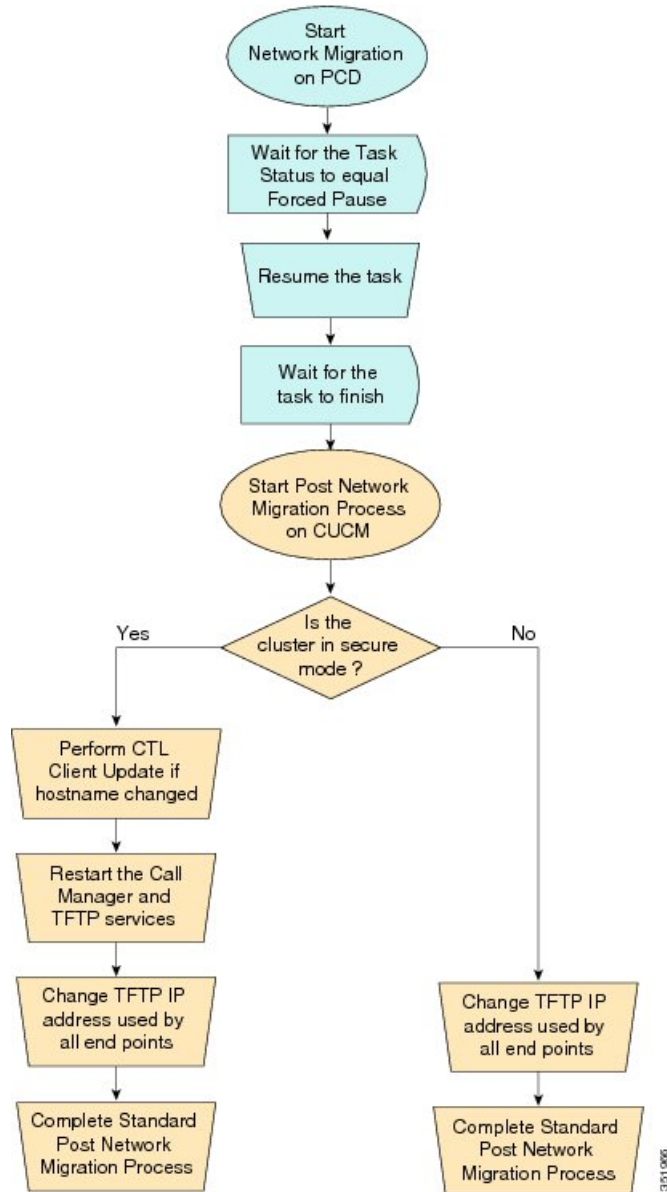 Start
Network Migration
on PCD
Wait for the Task
Status to equal
Forced Pause
Resume the task
Wait for the
task to finish
Start Post Network
Migration Process
on CUCM
Is the
cluster in secure
mode ?
Yes
No
Perform CTL
Client Update if
hostname changed
Restart the Call
Manager and
TFTP services
Change TFTP IP
address used by
all end points
Complete Standard
Post Network
Migration Process
Change TFTP IP
address used by
all end points
Complete Standard
Post Network
Migration Process
351966